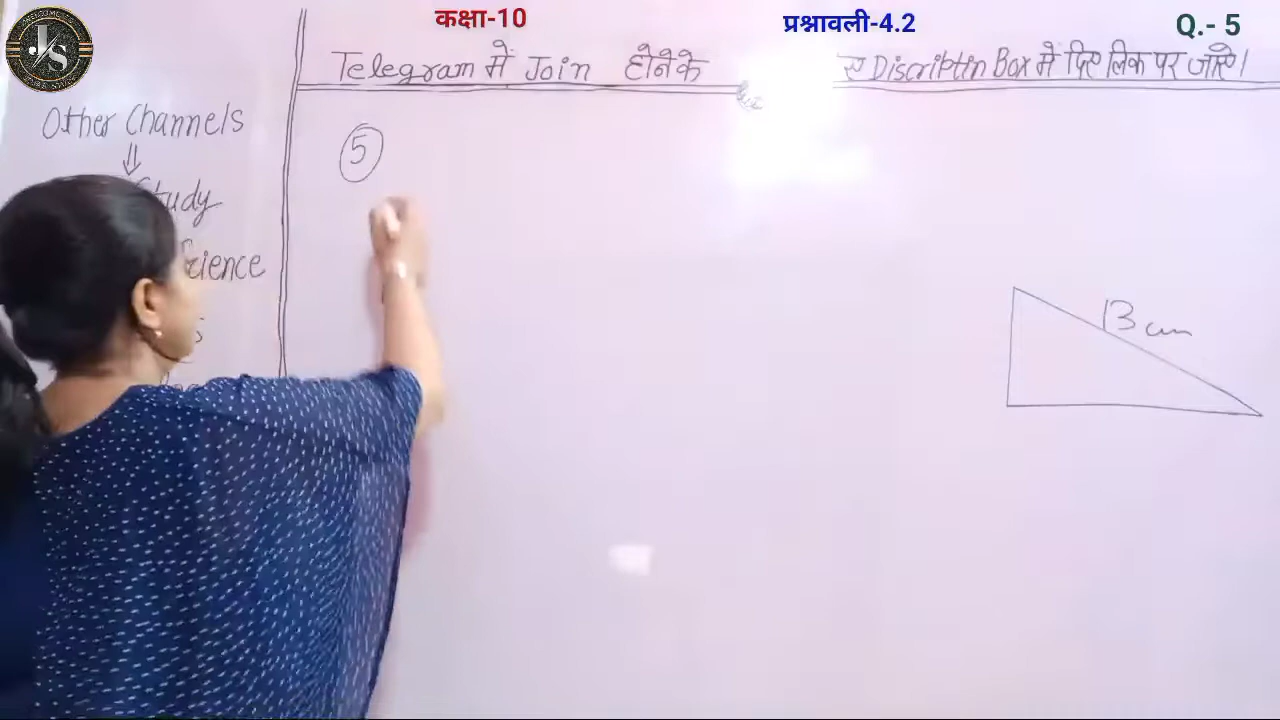 कक्षा-10
प्रश्नावली-4.2
Q.- 5
J/S
Telegram में Join होनेके
Discriptin Box में दिए लिंक पर जाएं।
Other Channels
Study
Science
5
13 cm